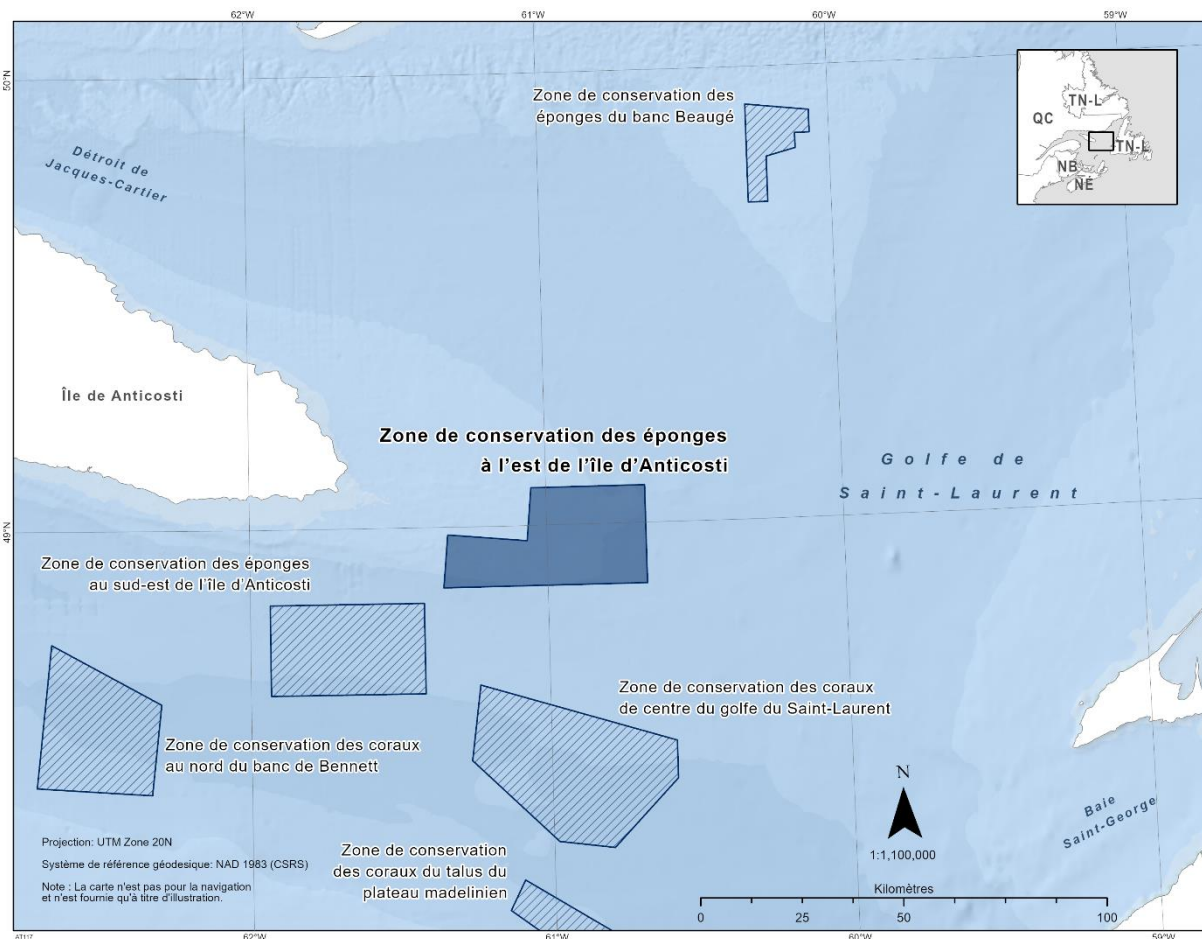 62°W
61°W
60°W
59°W
50°N
Zone de conservation des
éponges du banc Beaugé
QC
TN-L
TN-L
NB
NÉ
Détroit de
Jacques-Cartier
Île de Anticosti
Zone de conservation des éponges
à l'est de l'île d'Anticosti
Golfe de
Saint-Laurent
49°N
Zone de conservation des éponges
au sud-est de l'île d'Anticosti
Zone de conservation des coraux
de centre du golfe du Saint-Laurent
Zone de conservation des coraux
au nord du banc de Bennett
N
1:1,100,000
Baie
Saint-George
Projection: UTM Zone 20N
Système de référence géodesique: NAD 1983 (CSRS)
Note : La carte n'est pas pour la navigation
et n'est fournie qu'à titre d'illustration.
Zone de conservation
des coraux du talus du
plateau madelinien
Kilomètres
0 25 50 100
AT117
62°W
61°W
60°W
59°W